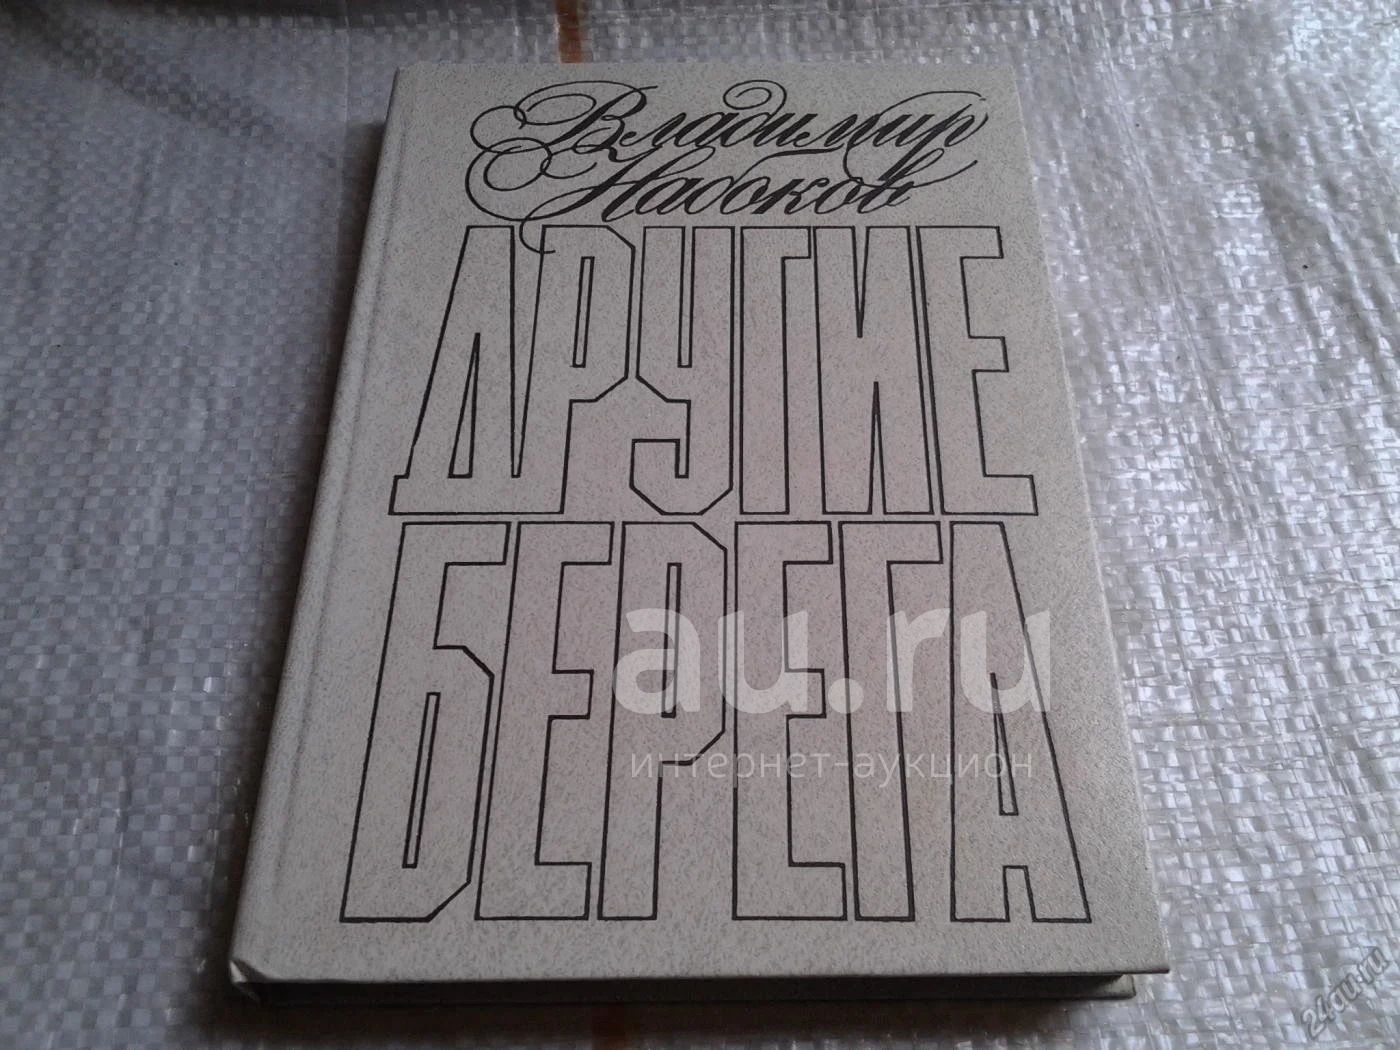 Владимир
Набоков
ДРУГИЕ
БЕРЕГА
au.ru
интернет-аукцион
24au.ru